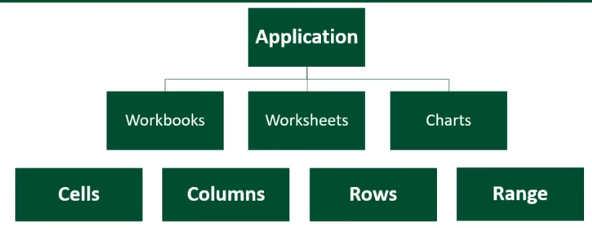 Application
Workbooks
Worksheets
Charts
Cells
Columns
Rows
Range